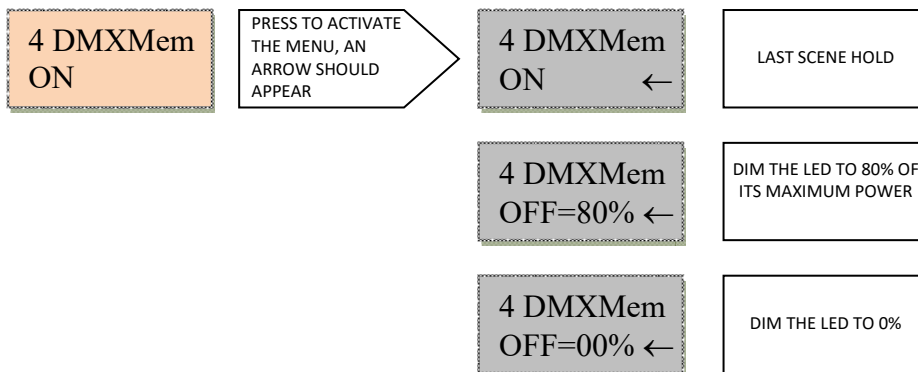 4 DMXMem
ON
PRESS TO ACTIVATE
THE MENU, AN
ARROW SHOULD
APPEAR
4 DMXMem
ON ←
LAST SCENE HOLD
4 DMXMem
OFF=80% ←
DIM THE LED TO 80% OF
ITS MAXIMUM POWER
4 DMXMem
OFF=00% ←
DIM THE LED TO 0%